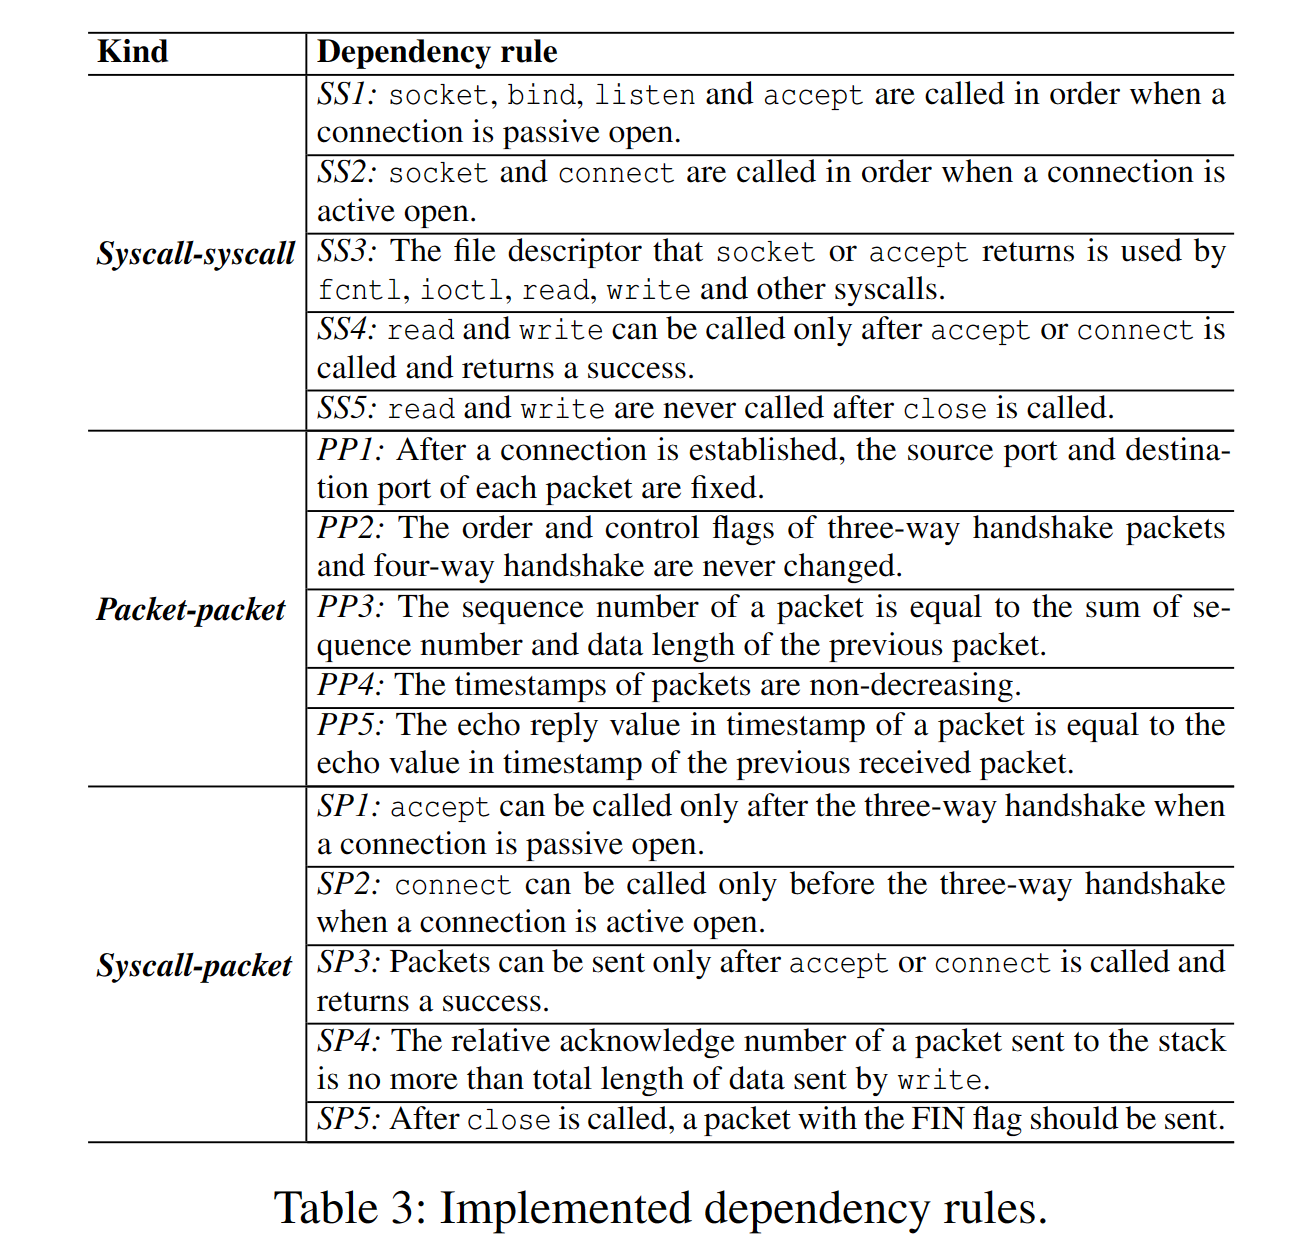 Kind Dependency rule
SS1: socket, bind, listen and accept are called in order when a
connection is passive open.
SS2: socket and connect are called in order when a connection is
active open.
Syscall-syscall
SS3: The file descriptor that socket or accept returns is used by
fcntl, ioctl, read, write and other syscalls.
SS4: read and write can be called only after accept or connect is
called and returns a success.
SS5: read and write are never called after close is called.
PP1: After a connection is established, the source port and destina-
tion port of each packet are fixed.
PP2: The order and control flags of three-way handshake packets
and four-way handshake are never changed.
Packet-packet
PP3: The sequence number of a packet is equal to the sum of se-
quence number and data length of the previous packet.
PP4: The timestamps of packets are non-decreasing.
PP5: The echo reply value in timestamp of a packet is equal to the
echo value in timestamp of the previous received packet.
SP1: accept can be called only after the three-way handshake when
a connection is passive open.
SP2: connect can be called only before the three-way handshake
when a connection is active open.
Syscall-packet
SP3: Packets can be sent only after accept or connect is called and
returns a success.
SP4: The relative acknowledge number of a packet sent to the stack
is no more than total length of data sent by write.
SP5: After close is called, a packet with the FIN flag should be sent.
Table 3: Implemented dependency rules.